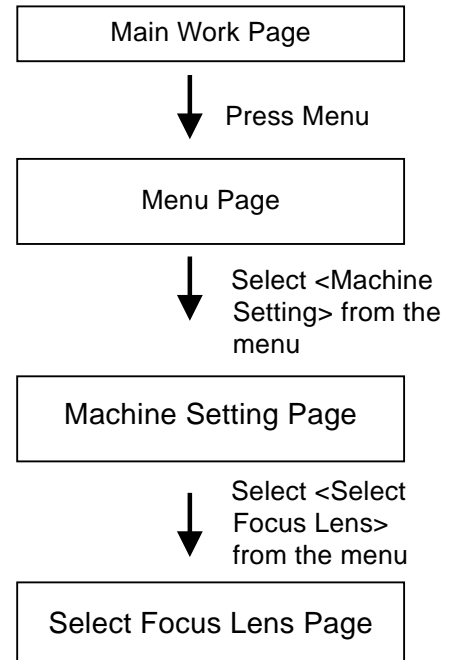 Main Work Page
Press Menu
Menu Page
Select <Machine
Setting> from the
menu
Machine Setting Page
Select <Select
Focus Lens>
from the menu
Select Focus Lens Page